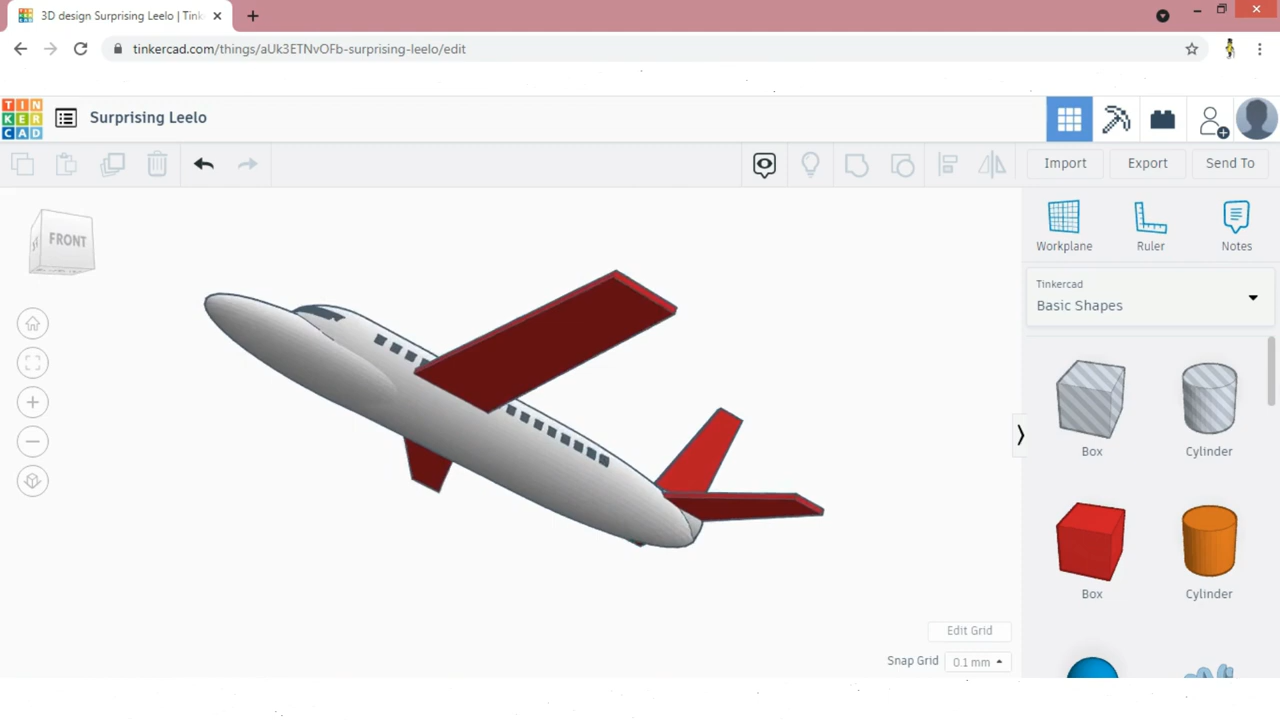 3D design Surprising Leelo | Tink
tinkercad.com/things/aUk3ETNvOFb-surprising-leelo/edit
TIN
KER
CAD
Surprising Leelo
Import
Export
Send To
FRONT
Workplane
Ruler
Notes
Tinkercad
Basic Shapes
Box
Cylinder
Box
Cylinder
Edit Grid
Snap Grid
0.1 mm